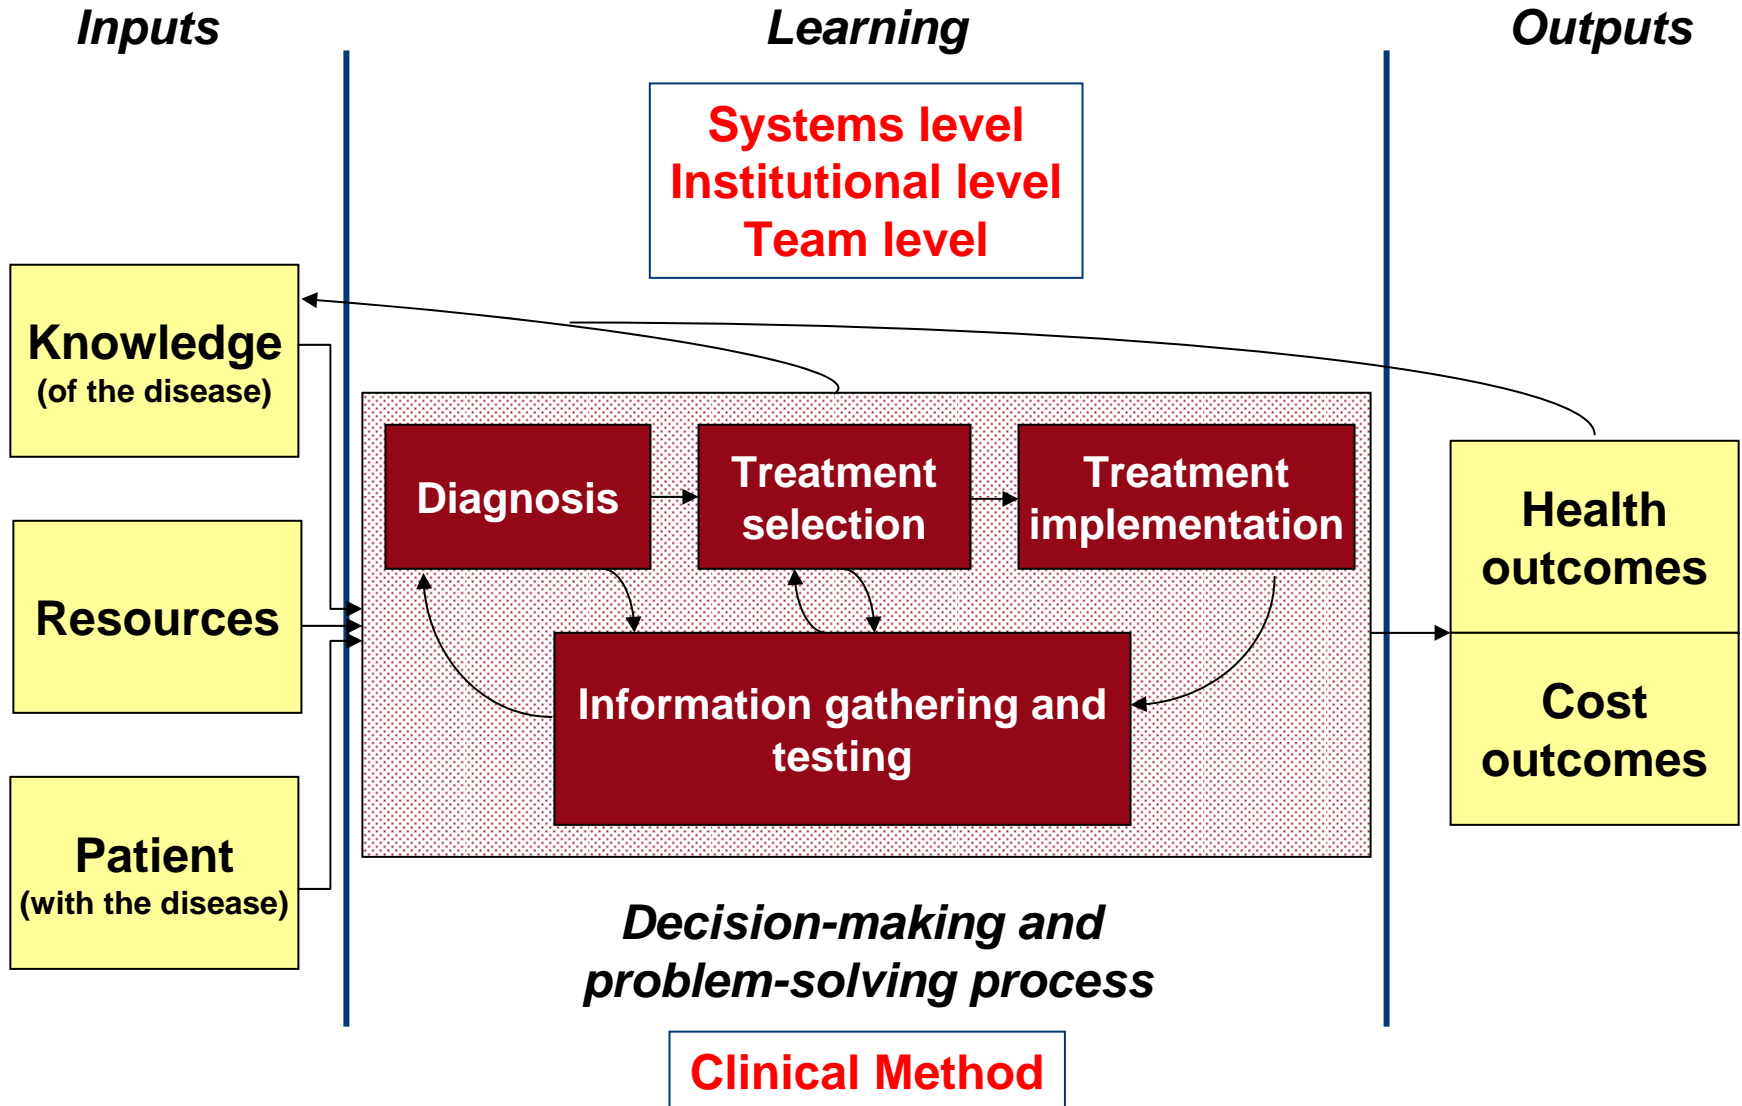 Inputs
Learning
Outputs
Systems level
Institutional level
Team level
Knowledge
(of the disease)
Resources
Patient
(with the disease)
Diagnosis
Treatment
selection
Treatment
implementation
Information gathering and
testing
Health
outcomes
Cost
outcomes
Decision-making and
problem-solving process
Clinical Method